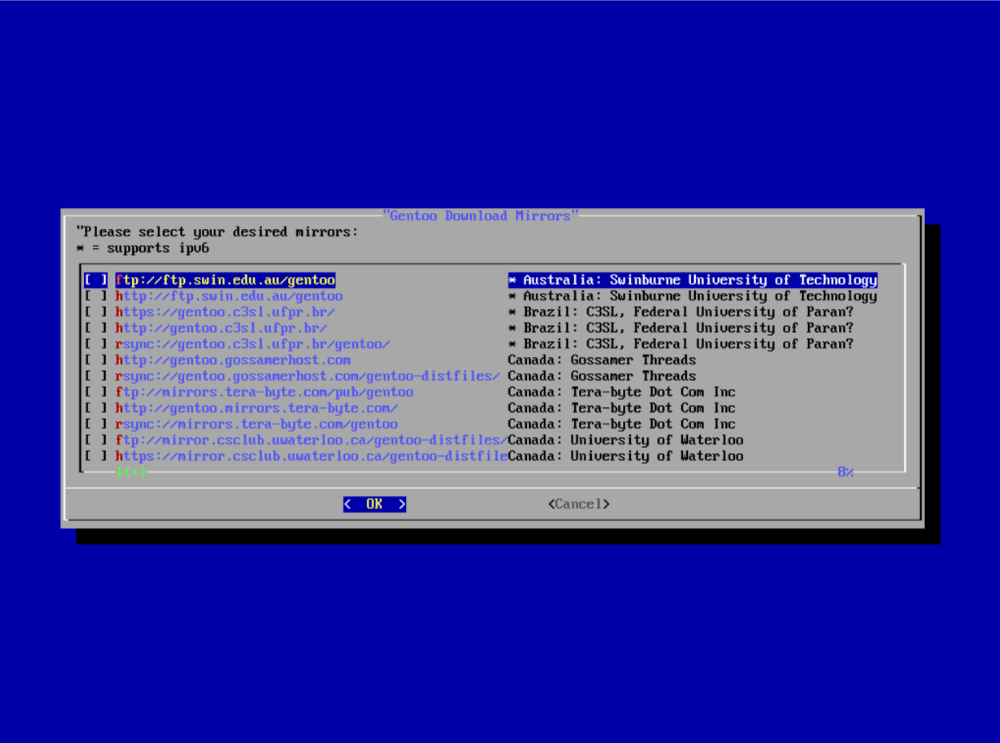 "Gentoo Download Mirrors"
"Please select your desired mirrors:
* = supports ipv6
[ ] ftp://ftp.swin.edu.au/gentoo * Australia: Swinburne University of Technology
[ ] http://ftp.swin.edu.au/gentoo * Australia: Swinburne University of Technology
[ ] https://gentoo.c3sl.ufpr.br/ * Brazil: C3SL, Federal University of Paran?
[ ] http://gentoo.c3sl.ufpr.br/ * Brazil: C3SL, Federal University of Paran?
[ ] rsync://gentoo.c3sl.ufpr.br/gentoo/ * Brazil: C3SL, Federal University of Paran?
[ ] http://gentoo.gossamerhost.com Canada: Gossamer Threads
[ ] rsync://gentoo.gossamerhost.com/gentoo-distfiles/ Canada: Gossamer Threads
[ ] ftp://mirrors.tera-byte.com/pub/gentoo Canada: Tera-byte Dot Com Inc
[ ] http://gentoo.mirrors.tera-byte.com/ Canada: Tera-byte Dot Com Inc
[ ] rsync://mirrors.tera-byte.com/gentoo Canada: Tera-byte Dot Com Inc
[ ] ftp://mirror.csclub.uwaterloo.ca/gentoo-distfiles/Canada: University of Waterloo
[ ] https://mirror.csclub.uwaterloo.ca/gentoo-distfileCanada: University of Waterloo
↓(+) 8%
< OK > <Cancel>